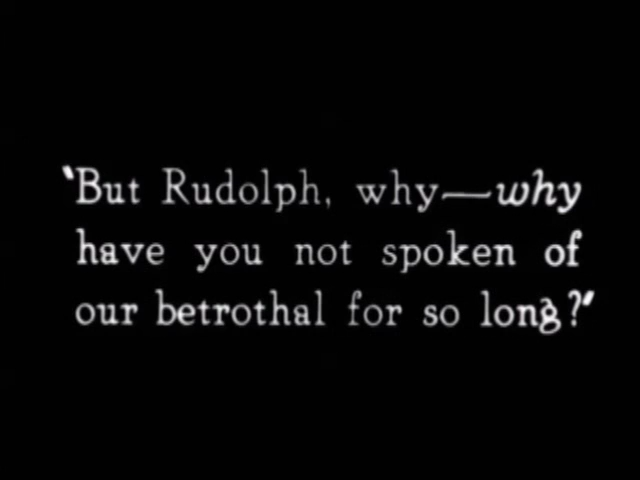 "But Rudolph, why—why
have you not spoken of
our betrothal for so long?"